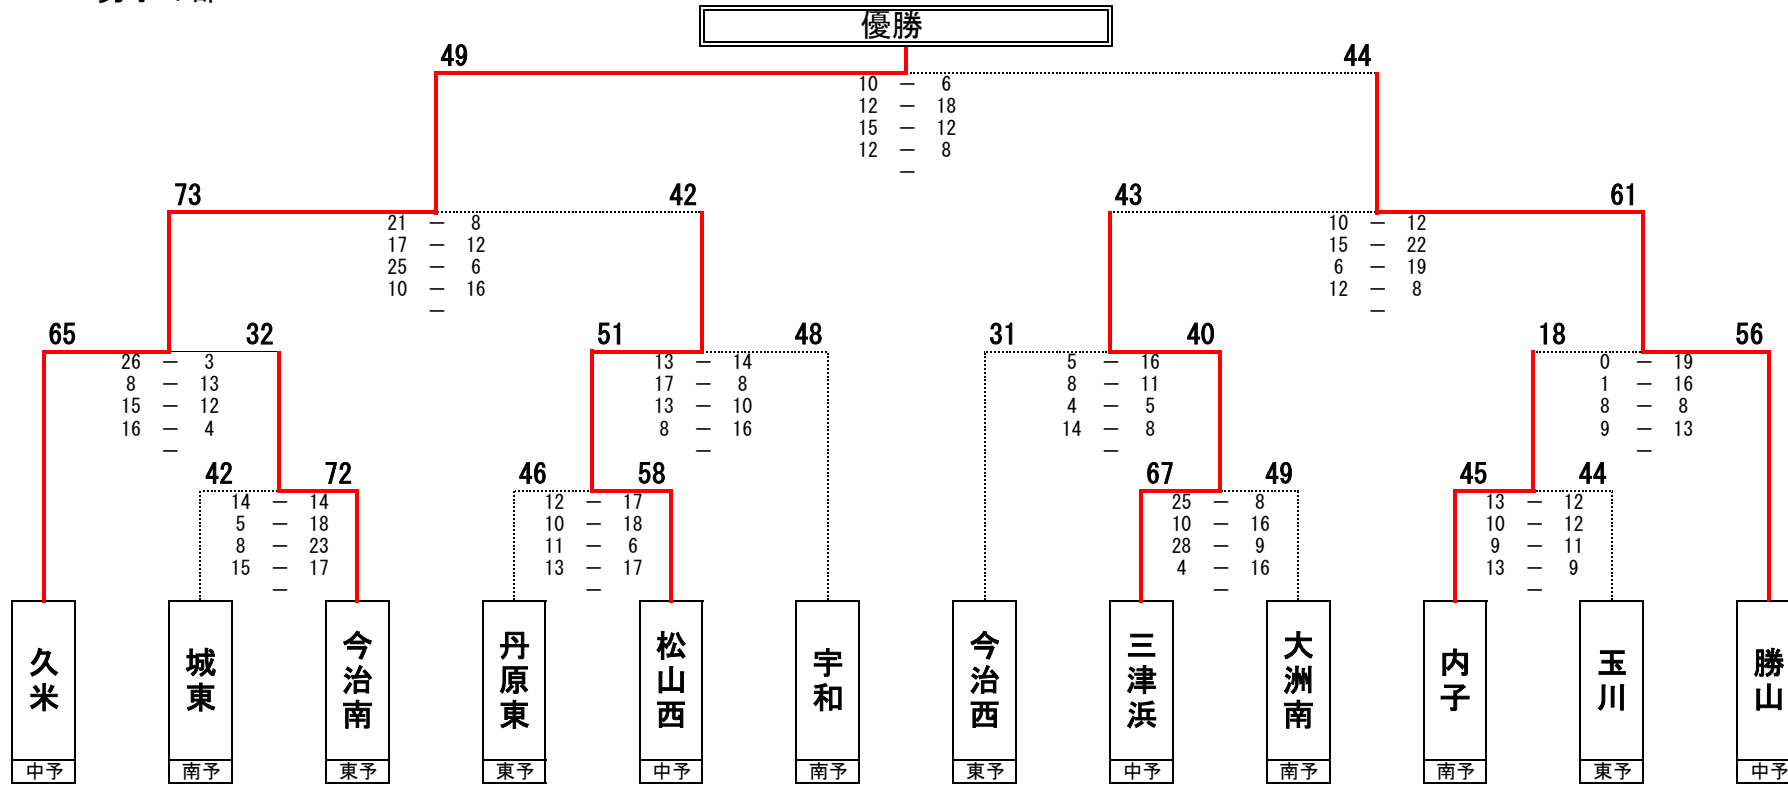 優勝
49 44
10 ー 6
12 ー 18
15 ー 12
12 ー 8
ー
73 42 43 61
21 ー 8 10 ー 12
17 ー 12 15 ー 22
25 ー 6 6 ー 19
10 ー 16 12 ー 8
ー ー
65 32 51 48 31 40 18 56
26 ー 3 13 ー 14 5 ー 16 0 ー 19
8 ー 13 17 ー 8 8 ー 11 1 ー 16
15 ー 12 13 ー 10 4 ー 5 8 ー 8
16 ー 4 8 ー 16 14 ー 8 9 ー 13
ー ー ー ー
42 72 46 58 67 49 45 44
14 ー 14 12 ー 17 25 ー 8 13 ー 12
5 ー 18 10 ー 18 10 ー 16 10 ー 12
8 ー 23 11 ー 6 28 ー 9 9 ー 11
15 ー 17 13 ー 17 4 ー 16 13 ー 9
ー ー ー ー
久米
城東
今治南
丹原東
松山西
宇和
今治西
三津浜
大洲南
内子
玉川
勝山
中予 南予 東予 東予 中予 南予 東予 中予 南予 南予 東予 中予